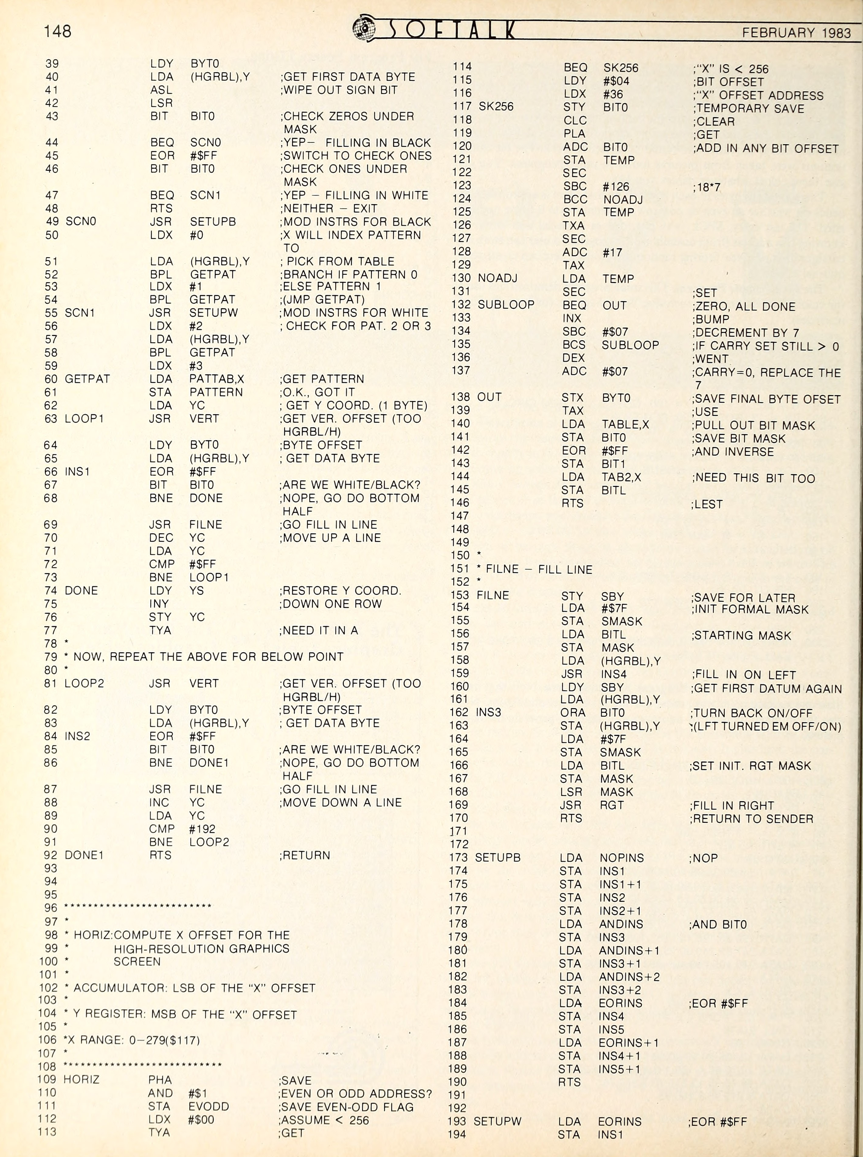 148
SOFTALK
FEBRUARY 1983
39 LDY BYT0
40 LDA (HGRBL),Y ;GET FIRST DATA BYTE
41 ASL ;WIPE OUT SIGN BIT
42 LSR
43 BIT BIT0 ;CHECK ZEROS UNDER
MASK
44 BEQ SCN0 ;YEP– FILLING IN BLACK
45 EOR #$FF ;SWITCH TO CHECK ONES
46 BIT BIT0 ;CHECK ONES UNDER
MASK
47 BEQ SCN1 ;YEP – FILLING IN WHITE
48 RTS ;NEITHER – EXIT
49 SCN0 JSR SETUPB ;MOD INSTRS FOR BLACK
50 LDX #0 ;X WILL INDEX PATTERN
TO
51 LDA (HGRBL),Y ; PICK FROM TABLE
52 BPL GETPAT ;BRANCH IF PATTERN 0
53 LDX #1 ;ELSE PATTERN 1
54 BPL GETPAT ;(JMP GETPAT)
55 SCN1 JSR SETUPW ;MOD INSTRS FOR WHITE
56 LDX #2 ; CHECK FOR PAT. 2 OR 3
57 LDA (HGRBL),Y
58 BPL GETPAT
59 LDX #3
60 GETPAT LDA PATTAB,X ;GET PATTERN
61 STA PATTERN ;O.K., GOT IT
62 LDA YC ; GET Y COORD. (1 BYTE)
63 LOOP1 JSR VERT ;GET VER. OFFSET (TOO
HGRBL/H)
64 LDY BYT0 ;BYTE OFFSET
65 LDA (HGRBL),Y ; GET DATA BYTE
66 INS1 EOR #$FF
67 BIT BIT0 ;ARE WE WHITE/BLACK?
68 BNE DONE ;NOPE, GO DO BOTTOM
HALF
69 JSR FILNE ;GO FILL IN LINE
70 DEC YC ;MOVE UP A LINE
71 LDA YC
72 CMP #$FF
73 BNE LOOP1
74 DONE LDY YS ;RESTORE Y COORD.
75 INY ;DOWN ONE ROW
76 STY YC
77 TYA ;NEED IT IN A
78 *
79 * NOW, REPEAT THE ABOVE FOR BELOW POINT
80 *
81 LOOP2 JSR VERT ;GET VER. OFFSET (TOO
HGRBL/H)
82 LDY BYT0 ;BYTE OFFSET
83 LDA (HGRBL),Y ; GET DATA BYTE
84 INS2 EOR #$FF
85 BIT BIT0 ;ARE WE WHITE/BLACK?
86 BNE DONE1 ;NOPE, GO DO BOTTOM
HALF
87 JSR FILNE ;GO FILL IN LINE
88 INC YC ;MOVE DOWN A LINE
89 LDA YC
90 CMP #192
91 BNE LOOP2
92 DONE1 RTS ;RETURN
93
94
95
96 *************************
97 *
98 * HORIZ:COMPUTE X OFFSET FOR THE
99 * HIGH-RESOLUTION GRAPHICS
100 * SCREEN
101 *
102 * ACCUMULATOR: LSB OF THE "X" OFFSET
103 *
104 * Y REGISTER: MSB OF THE "X" OFFSET
105 *
106 *X RANGE: 0–279($117)
107 *
108 **************************
109 HORIZ PHA ;SAVE
110 AND #$1 ;EVEN OR ODD ADDRESS?
111 STA EVODD ;SAVE EVEN-ODD FLAG
112 LDX #$00 ;ASSUME < 256
113 TYA ;GET
114 BEQ SK256 ;"X" IS < 256
115 LDY #$04 ;BIT OFFSET
116 LDX #36 ;"X" OFFSET ADDRESS
117 SK256 STY BIT0 ;TEMPORARY SAVE
118 CLC ;CLEAR
119 PLA ;GET
120 ADC BIT0 ;ADD IN ANY BIT OFFSET
121 STA TEMP
122 SEC
123 SBC #126 ;18*7
124 BCC NOADJ
125 STA TEMP
126 TXA
127 SEC
128 ADC #17
129 TAX
130 NOADJ LDA TEMP
131 SEC ;SET
132 SUBLOOP BEQ OUT ;ZERO, ALL DONE
133 INX ;BUMP
134 SBC #$07 ;DECREMENT BY 7
135 BCS SUBLOOP ;IF CARRY SET STILL > 0
136 DEX ;WENT
137 ADC #$07 ;CARRY=0, REPLACE THE
7
138 OUT STX BYT0 ;SAVE FINAL BYTE OFSET
139 TAX ;USE
140 LDA TABLE,X ;PULL OUT BIT MASK
141 STA BIT0 ;SAVE BIT MASK
142 EOR #$FF ;AND INVERSE
143 STA BIT1
144 LDA TAB2,X ;NEED THIS BIT TOO
145 STA BITL
146 RTS ;LEST
147
148
149
150 *
151 * FILNE – FILL LINE
152 *
153 FILNE STY SBY ;SAVE FOR LATER
154 LDA #$7F ;INIT FORMAL MASK
155 STA SMASK
156 LDA BITL ;STARTING MASK
157 STA MASK
158 LDA (HGRBL),Y
159 JSR INS4 ;FILL IN ON LEFT
160 LDY SBY ;GET FIRST DATUM AGAIN
161 LDA (HGRBL),Y
162 INS3 ORA BIT0 ;TURN BACK ON/OFF
163 STA (HGRBL),Y ;(LFT TURNED EM OFF/ON)
164 LDA #$7F
165 STA SMASK
166 LDA BITL ;SET INIT. RGT MASK
167 STA MASK
168 LSR MASK
169 JSR RGT ;FILL IN RIGHT
170 RTS ;RETURN TO SENDER
171
172
173 SETUPB LDA NOPINS ;NOP
174 STA INS1
175 STA INS1+1
176 STA INS2
177 STA INS2+1
178 LDA ANDINS ;AND BIT0
179 STA INS3
180 LDA ANDINS+1
181 STA INS3+1
182 LDA ANDINS+2
183 STA INS3+2
184 LDA EORINS ;EOR #$FF
185 STA INS4
186 STA INS5
187 LDA EORINS+1
188 STA INS4+1
189 STA INS5+1
190 RTS
191
192
193 SETUPW LDA EORINS ;EOR #$FF
194 STA INS1